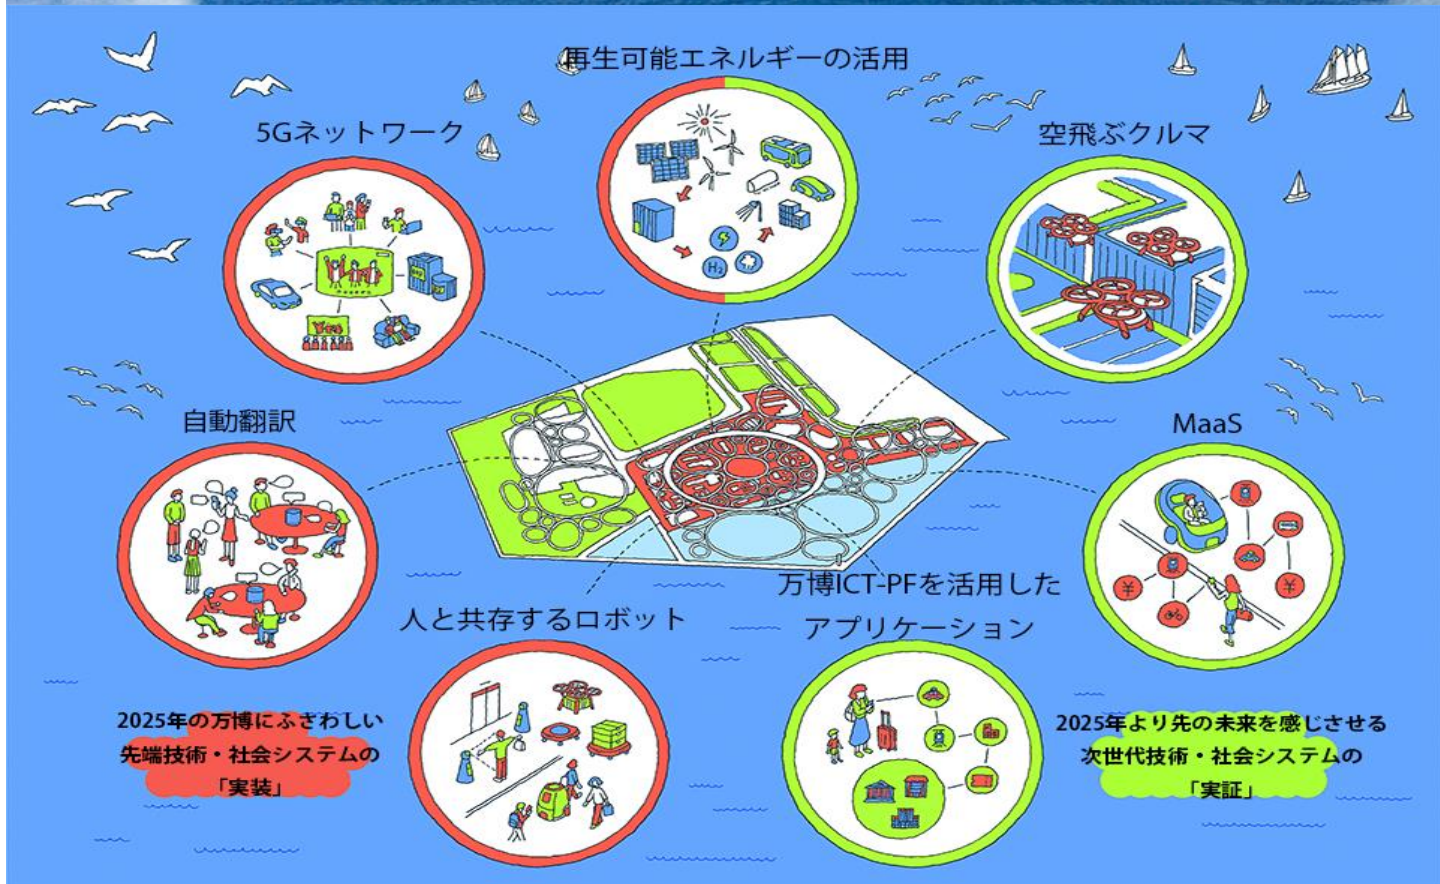 再生可能エネルギーの活用
5Gネットワーク
空飛ぶクルマ
H₂
自動翻訳
MaaS
¥
¥
万博ICT-PFを活用した
アプリケーション
人と共存するロボット
2025年の万博にふさわしい
先端技術・社会システムの
「実装」
2025年より先の未来を感じさせる
次世代技術・社会システムの
「実証」